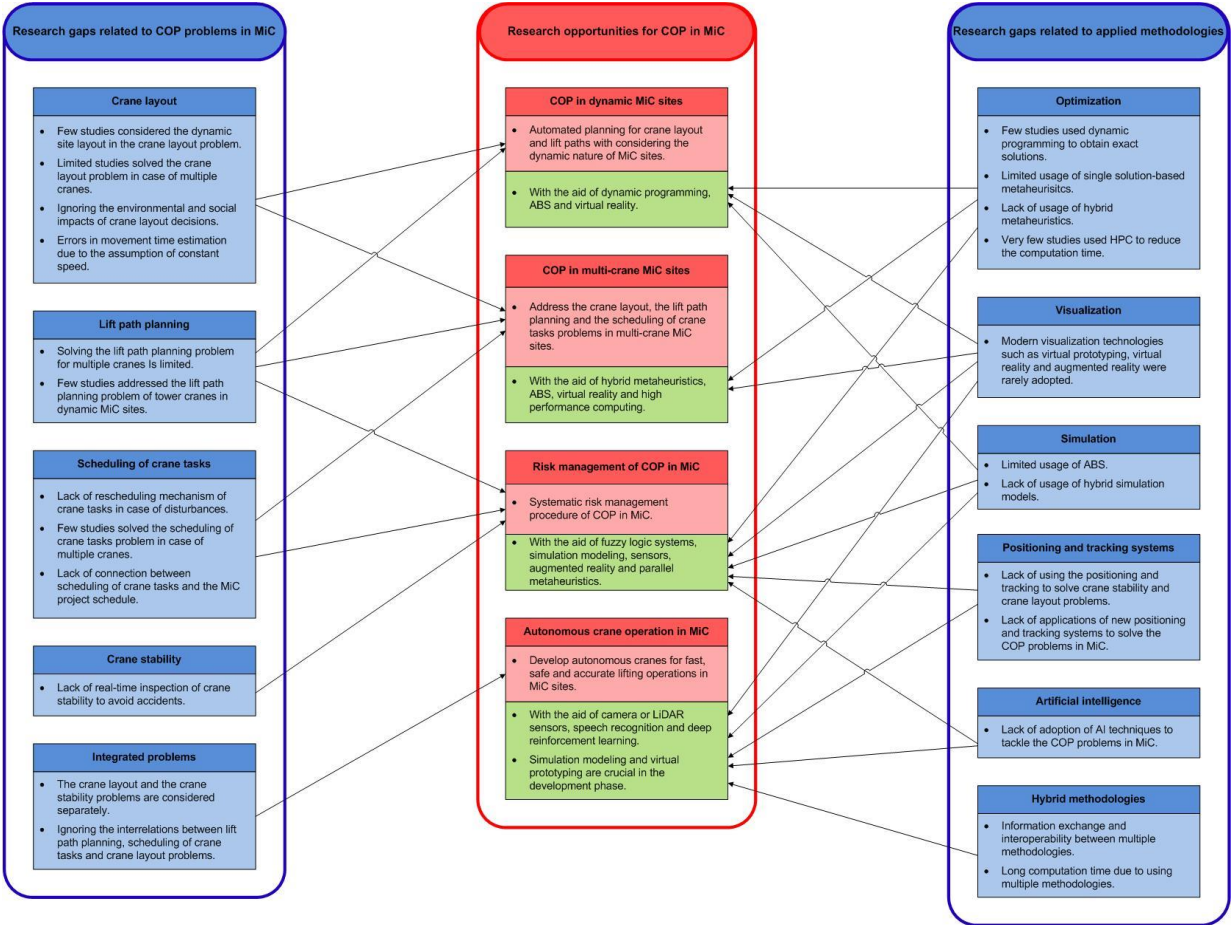 Research gaps related to COP problems in MiC
Crane layout
• Few studies considered the dynamic
site layout in the crane layout problem.
• Limited studies solved the crane
layout problem in case of multiple
cranes.
• Ignoring the environmental and social
impacts of crane layout decisions.
• Errors in movement time estimation
due to the assumption of constant
speed.
Lift path planning
• Solving the lift path planning problem
for multiple cranes Is limited.
• Few studies addressed the lift path
planning problem of tower cranes in
dynamic MiC sites.
Scheduling of crane tasks
• Lack of rescheduling mechanism of
crane tasks in case of disturbances.
• Few studies solved the scheduling of
crane tasks problem in case of
multiple cranes.
• Lack of connection between
scheduling of crane tasks and the MiC
project schedule.
Crane stability
• Lack of real-time inspection of crane
stability to avoid accidents.
Integrated problems
• The crane layout and the crane
stability problems are considered
separately.
• Ignoring the interrelations between lift
path planning, scheduling of crane
tasks and crane layout problems.
Research opportunities for COP in MiC
COP in dynamic MiC sites
• Automated planning for crane layout
and lift paths with considering the
dynamic nature of MiC sites.
• With the aid of dynamic programming,
ABS and virtual reality.
COP in multi-crane MiC sites
• Address the crane layout, the lift path
planning and the scheduling of crane
tasks problems in multi-crane MiC
sites.
• With the aid of hybrid metaheuristics,
ABS, virtual reality and high
performance computing.
Risk management of COP in MiC
• Systematic risk management
procedure of COP in MiC.
• With the aid of fuzzy logic systems,
simulation modeling, sensors,
augmented reality and parallel
metaheuristics.
Autonomous crane operation in MiC
• Develop autonomous cranes for fast,
safe and accurate lifting operations in
MiC sites.
• With the aid of camera or LiDAR
sensors, speech recognition and deep
reinforcement learning.
• Simulation modeling and virtual
prototyping are crucial in the
development phase.
Research gaps related to applied methodologies
Optimization
• Few studies used dynamic
programming to obtain exact
solutions.
• Limited usage of single solution-based
metaheurisitcs.
• Lack of usage of hybrid
metaheuristics.
• Very few studies used HPC to reduce
the computation time.
Visualization
• Modern visualization technologies
such as virtual prototyping, virtual
reality and augmented reality were
rarely adopted.
Simulation
• Limited usage of ABS.
• Lack of usage of hybrid simulation
models.
Positioning and tracking systems
• Lack of using the positioning and
tracking to solve crane stability and
crane layout problems.
• Lack of applications of new positioning
and tracking systems to solve the
COP problems in MiC.
Artificial intelligence
• Lack of adoption of AI techniques to
tackle the COP problems in MiC.
Hybrid methodologies
• Information exchange and
interoperability between multiple
methodologies.
• Long computation time due to using
multiple methodologies.